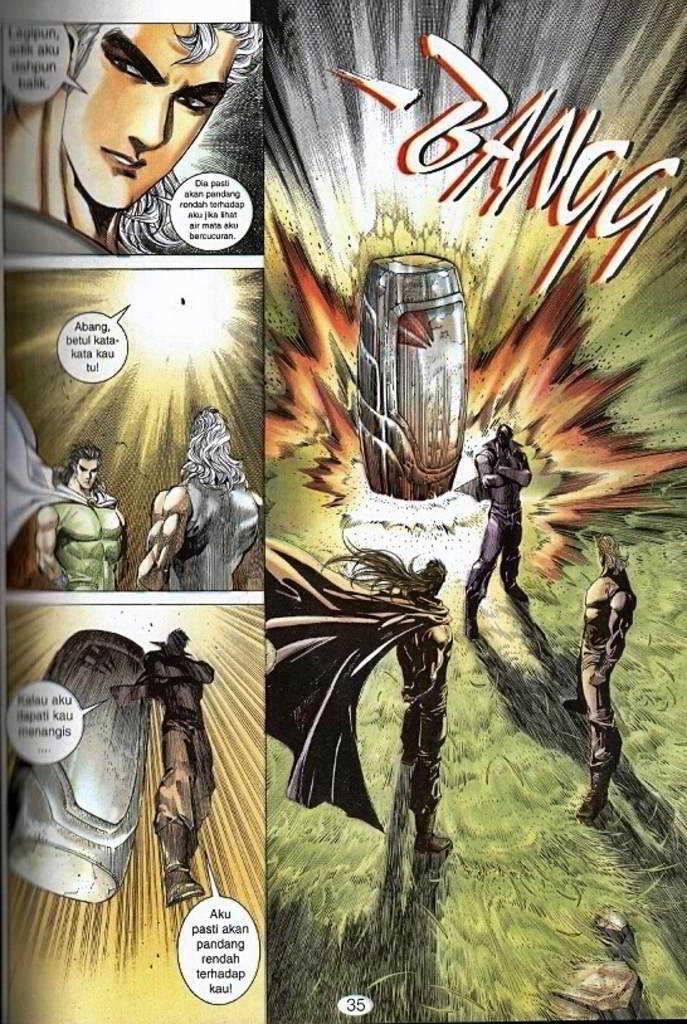 Lagipun,
adik aku
dahpun
balik.
Dia pasti
akan pandang
rendah terhadap
aku jika lihat
air mata aku
bercucuran.
Abang,
betul kata-
kata kau
tu!
Kalau aku
dapati kau
menangis
....
Aku
pasti akan
pandang
rendah
terhadap
kau!
BANGG
35